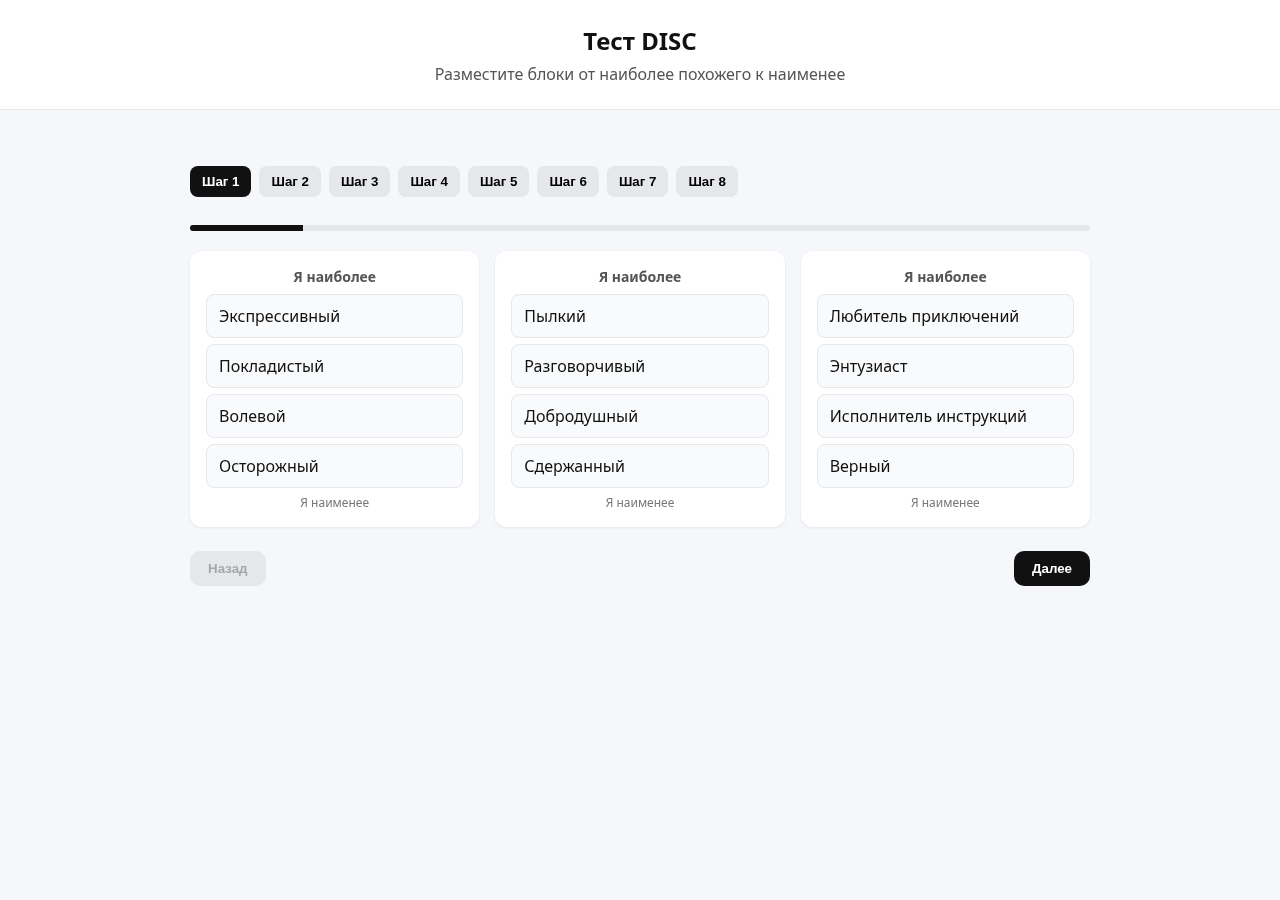 Тест DISC
Разместите блоки от наиболее похожего к наименее
Шаг 1 Шаг 2 Шаг 3 Шаг 4 Шаг 5 Шаг 6 Шаг 7 Шаг 8
Я наиболее
Экспрессивный
Покладистый
Волевой
Осторожный
Я наименее
Я наиболее
Пылкий
Разговорчивый
Добродушный
Сдержанный
Я наименее
Я наиболее
Любитель приключений
Энтузиаст
Исполнитель инструкций
Верный
Я наименее
Назад
Далее